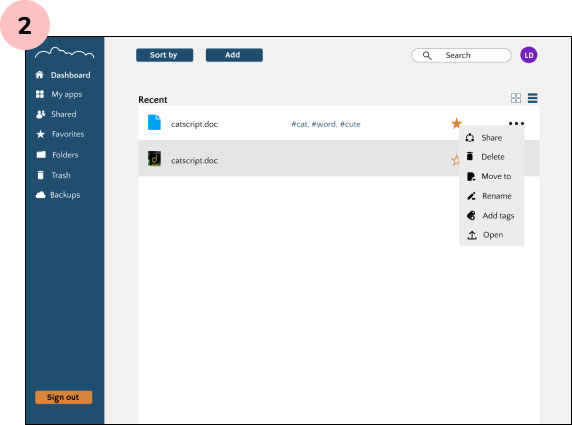 2
Sort by
Add
Search
LD
Dashboard
My apps
Shared
Favorites
Folders
Trash
Backups
Sign out
Recent
catscript.doc
#cat, #word, #cute
catscript.doc
Share
Delete
Move to
Rename
Add tags
Open